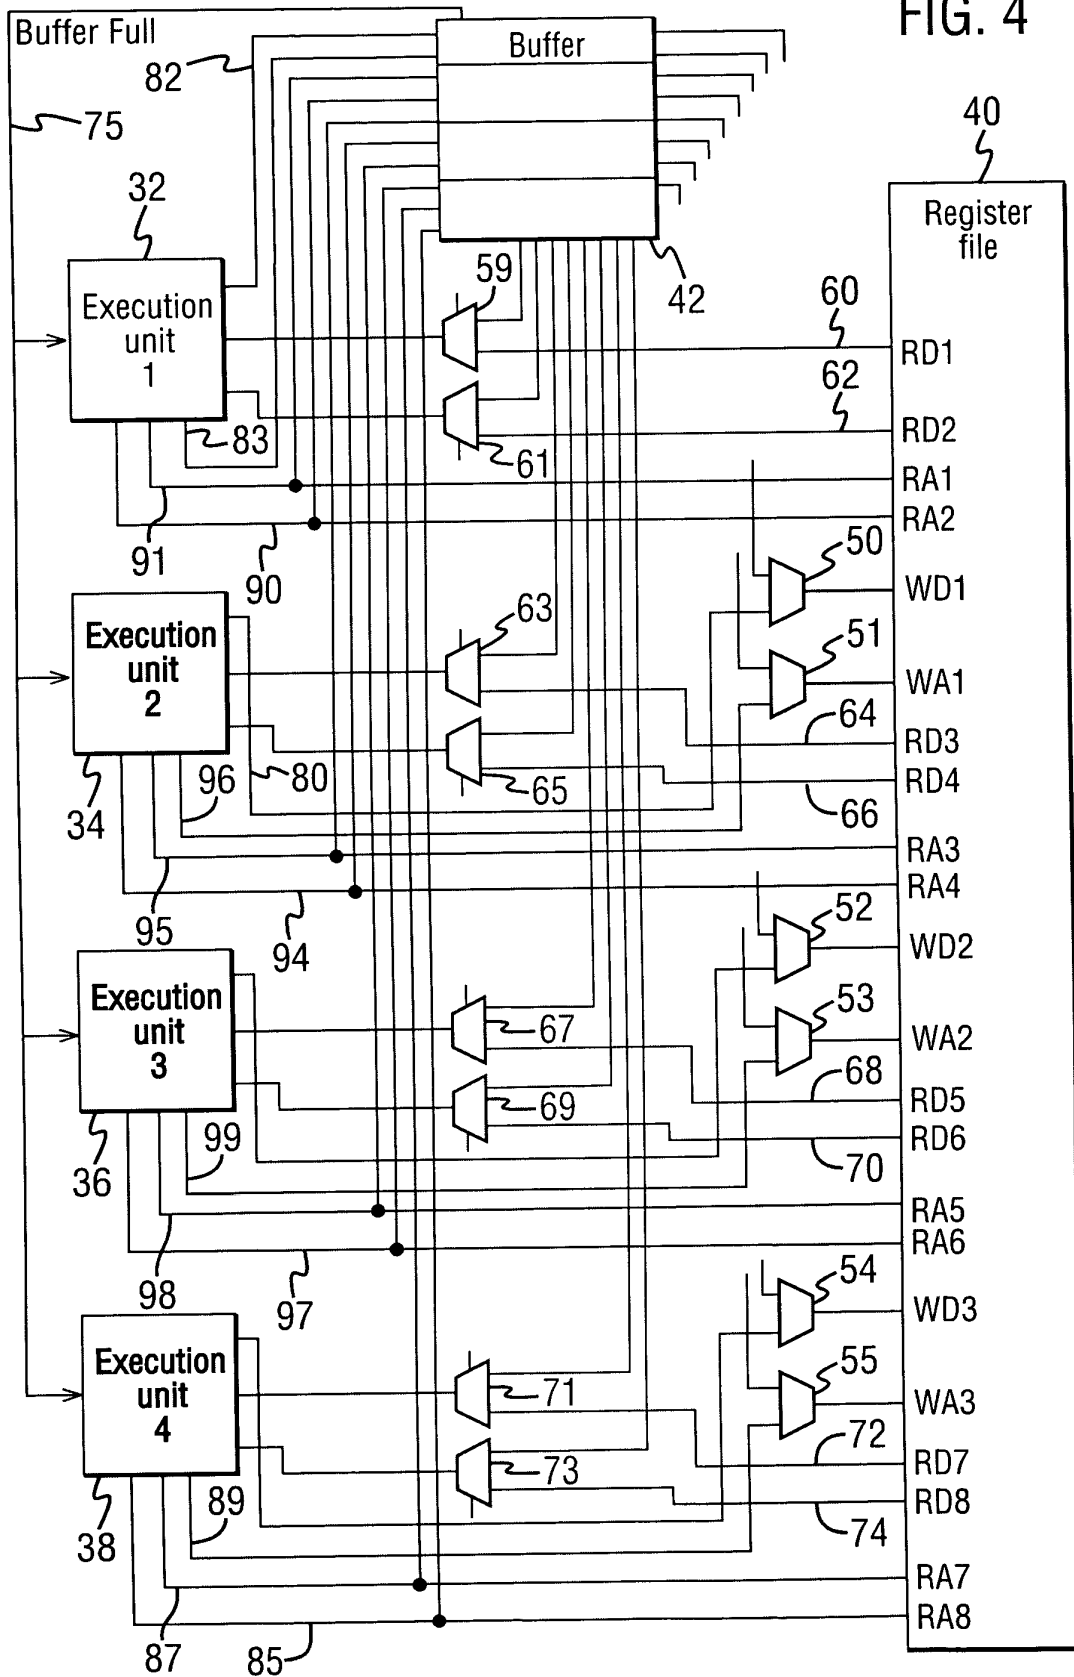 FIG. 4
Buffer Full
Buffer
82
75
40
32
Register
file
59
42
60
Execution
unit
1
RD1
62
83
61
RD2
RA1
RA2
91
90
50
WD1
63
51
Execution
unit
2
WA1
64
RD3
96
80
65
RD4
34
66
RA3
RA4
95
94
52
WD2
53
Execution
unit
3
67
WA2
68
69
RD5
99
RD6
36
70
RA5
RA6
98
97
54
WD3
55
Execution
unit
4
71
WA3
72
73
RD7
89
RD8
38
74
RA7
RA8
87
85